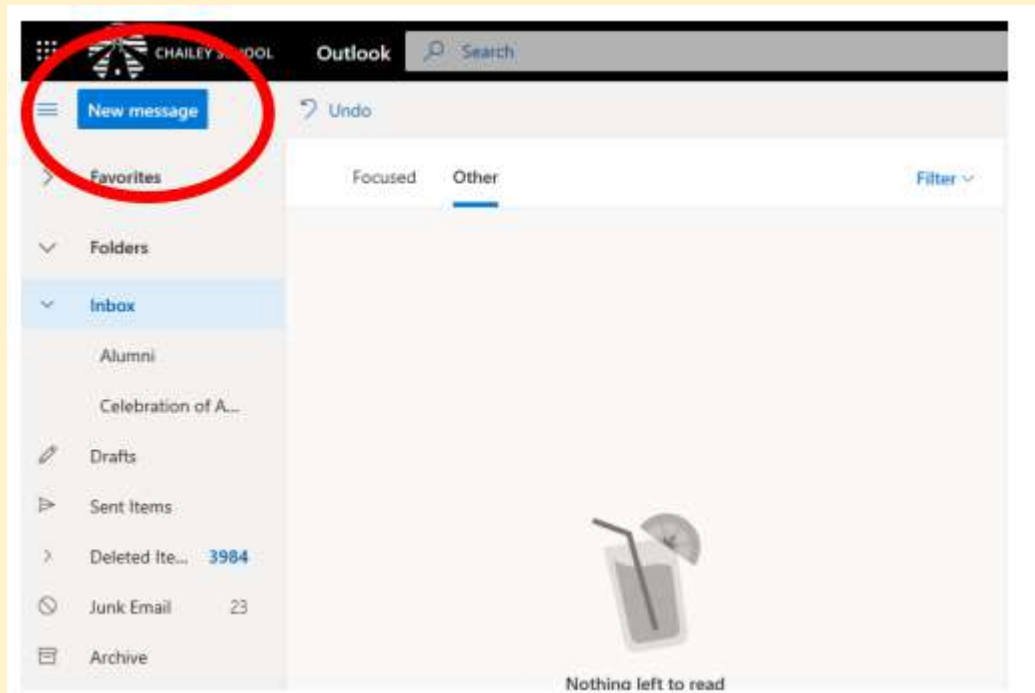 CHAILEY SCHOOL Outlook Search
New message Undo
Favorites Focused Other Filter
Folders
Inbox
Alumni
Celebration of A...
Drafts
Sent Items
Deleted Ite... 3984
Junk Email 23
Archive
Nothing left to read